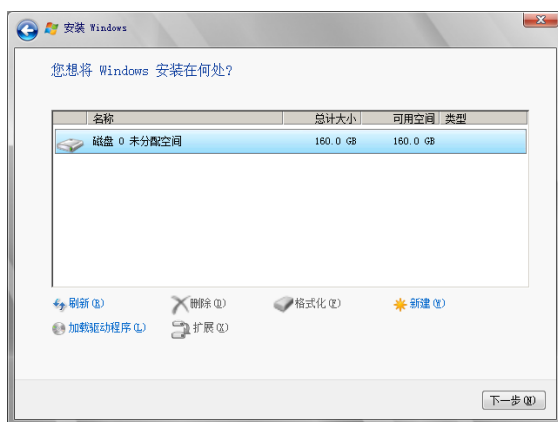 安装 Windows
您想将 Windows 安装在何处?
名称 总计大小 可用空间 类型
磁盘 0 未分配空间 160.0 GB 160.0 GB
刷新(R) 删除(D) 格式化(F) 新建(E)
加载驱动程序(L) 扩展(X)
下一步(N)